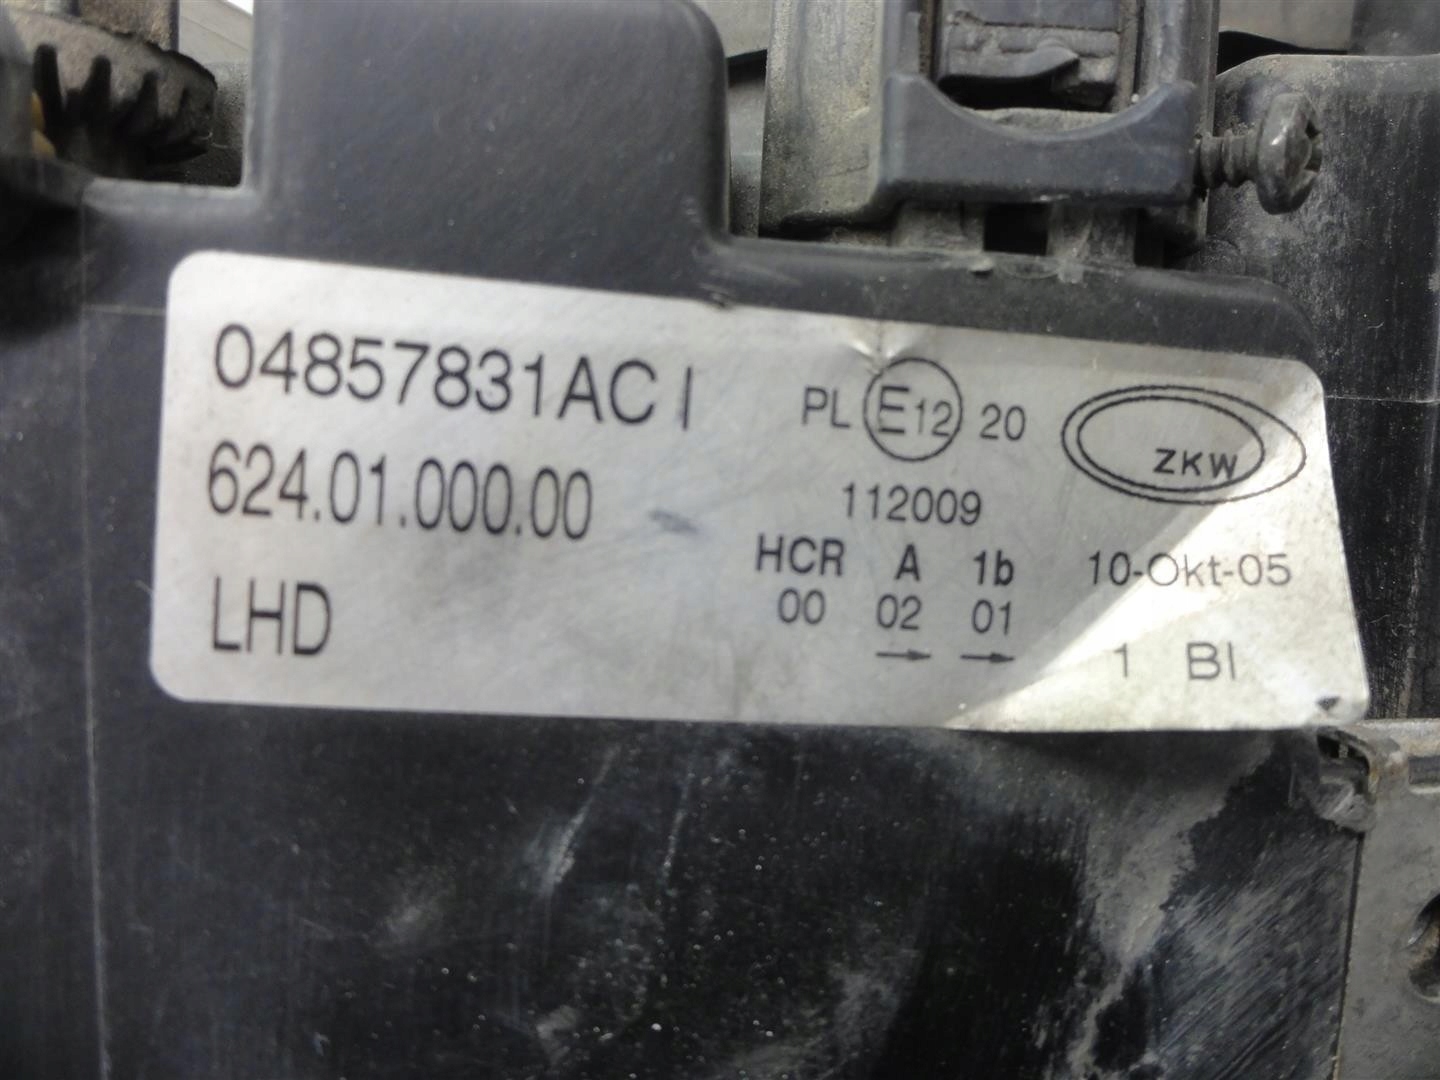 04857831AC I
624.01.000.00
LHD
PL E12 20
112009
HCR A 1b
00 02 01
→ →
ZKW
10-Okt-05
1 BI